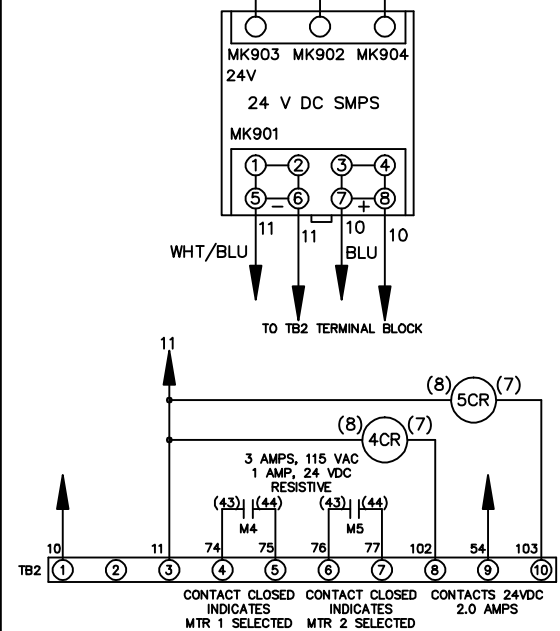 MK903 MK902 MK904
24V
24 V DC SMPS
MK901
1 2 3 4
5 - 6 7 + 8
11 11 10 10
WHT/BLU BLU
TO TB2 TERMINAL BLOCK
11
(8) 5CR (7)
(8) 4CR (7)
3 AMPS, 115 VAC
1 AMP, 24 VDC
RESISTIVE
(43) (44) (43) (44)
M4 M5
10 11 74 75 76 77 102 54 103
TB2 1 2 3 4 5 6 7 8 9 10
CONTACT CLOSED CONTACT CLOSED CONTACTS 24VDC
INDICATES INDICATES 2.0 AMPS
MTR 1 SELECTED MTR 2 SELECTED